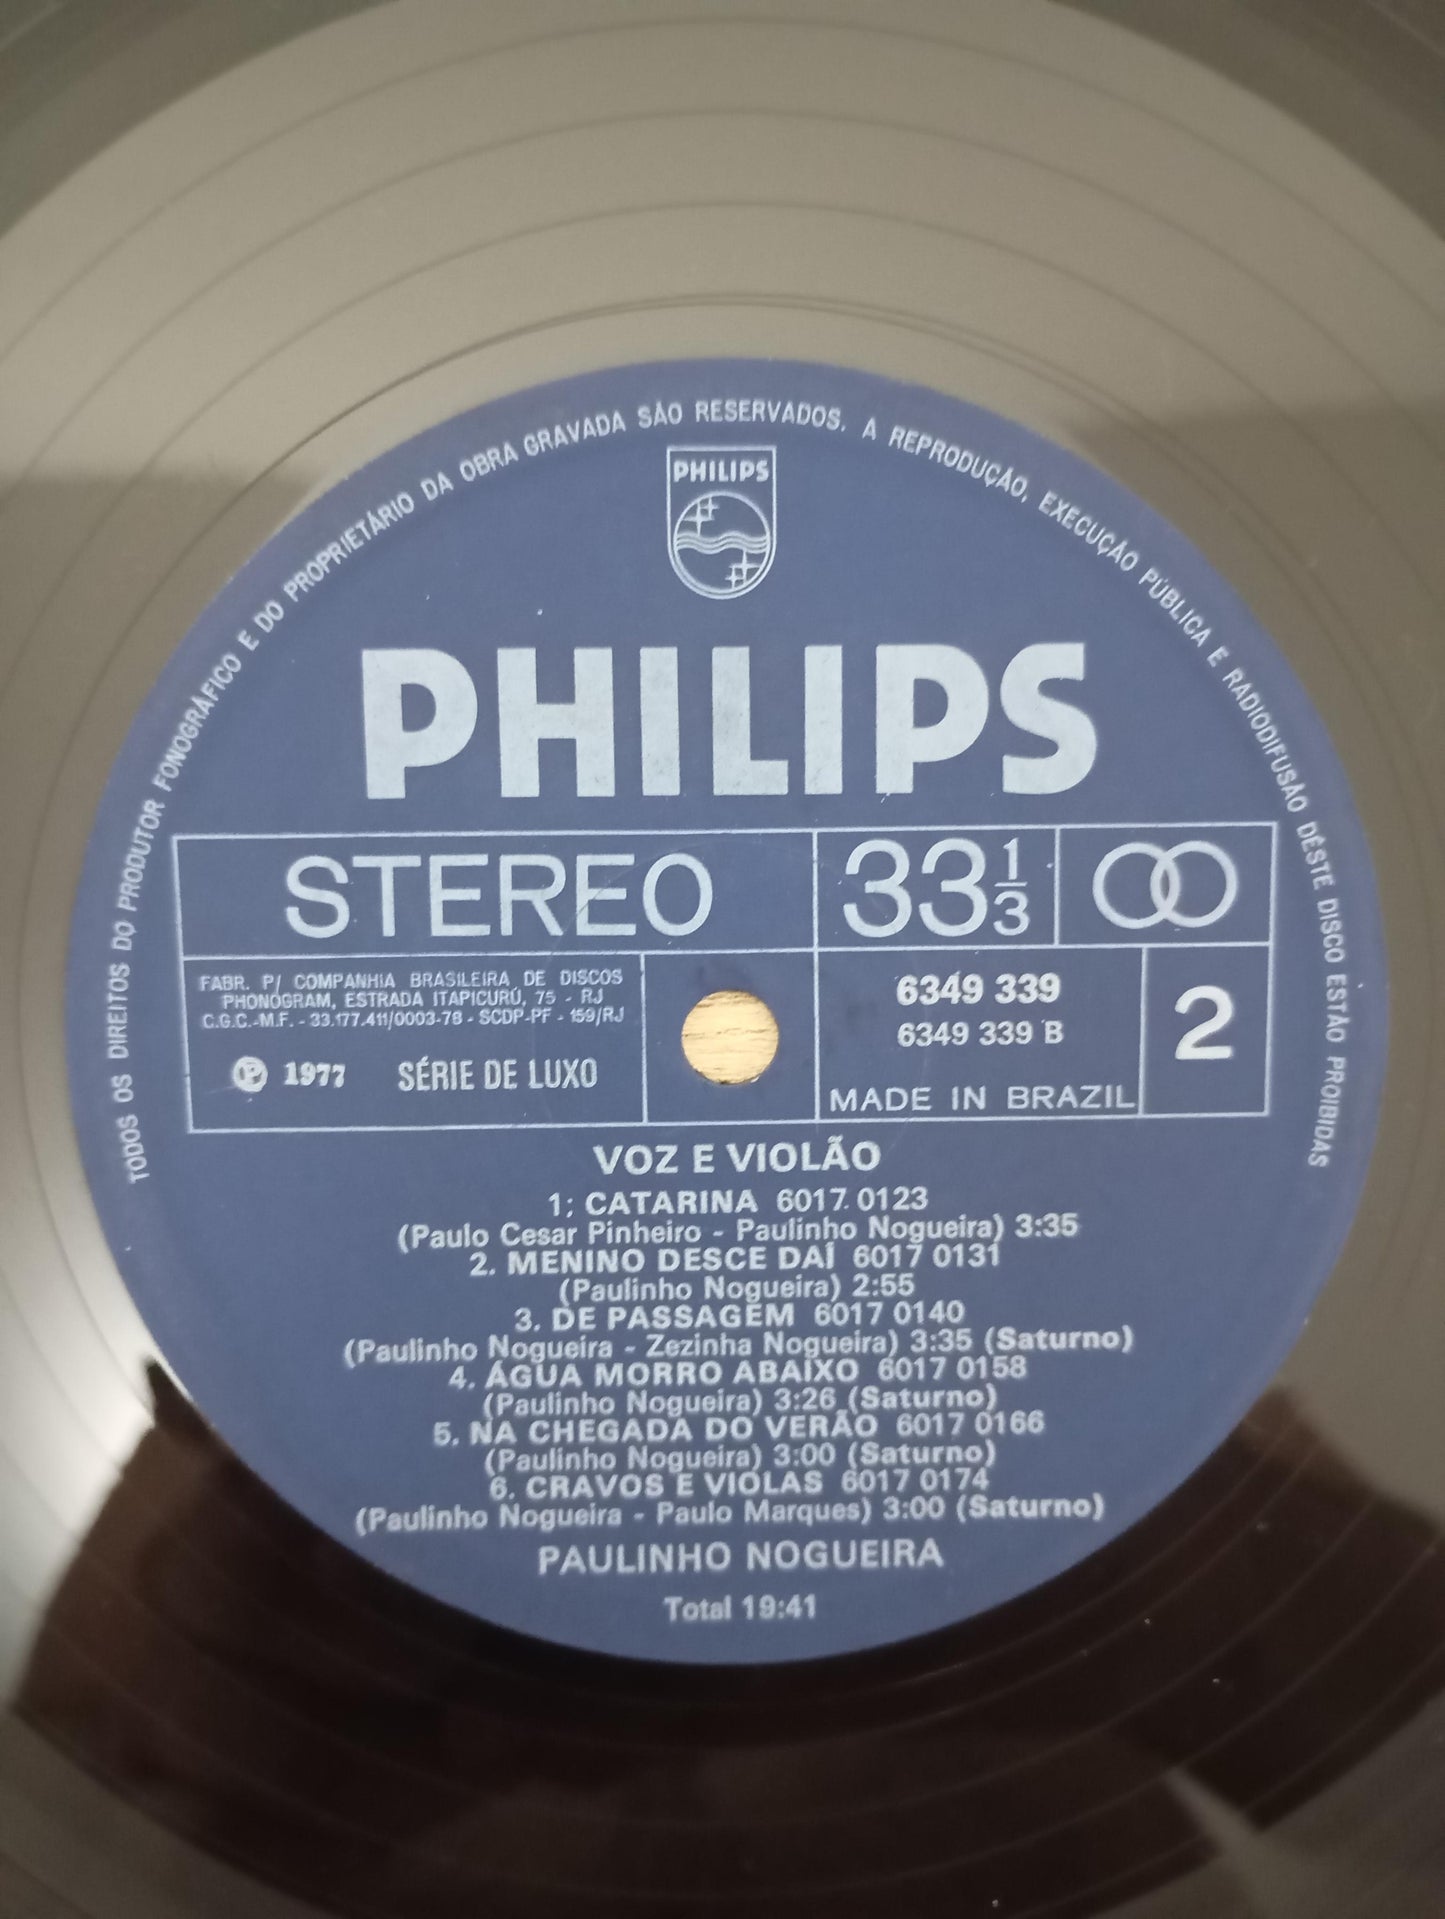 TODOS OS DIREITOS DO PRODUTOR FONOGRÁFICO E DO PROPRIETÁRIO DA OBRA GRAVADA SÃO RESERVADOS. A REPRODUÇÃO, EXECUÇÃO PÚBLICA E RADIODIFUSÃO DÊSTE DISCO ESTÃO PROIBIDAS
PHILIPS
PHILIPS
STEREO
33 1/3
FABR. P/ COMPANHIA BRASILEIRA DE DISCOS
PHONOGRAM, ESTRADA ITAPICURÚ, 75 - RJ
C.G.C.-M.F. - 33.177.411/0003-78 - SCDP-PF - 159/RJ
℗ 1977 SÉRIE DE LUXO
6349 339
6349 339 B
MADE IN BRAZIL
2
VOZ E VIOLÃO
1; CATARINA 6017.0123
(Paulo Cesar Pinheiro - Paulinho Nogueira) 3:35
2. MENINO DESCE DAÍ 6017 0131
(Paulinho Nogueira) 2:55
3. DE PASSAGEM 6017 0140
(Paulinho Nogueira - Zezinha Nogueira) 3:35 (Saturno)
4. ÁGUA MORRO ABAIXO 6017 0158
(Paulinho Nogueira) 3:26 (Saturno)
5. NA CHEGADA DO VERÃO 6017 0166
(Paulinho Nogueira) 3:00 (Saturno)
6. CRAVOS E VIOLAS 6017 0174
(Paulinho Nogueira - Paulo Marques) 3:00 (Saturno)
PAULINHO NOGUEIRA
Total 19:41